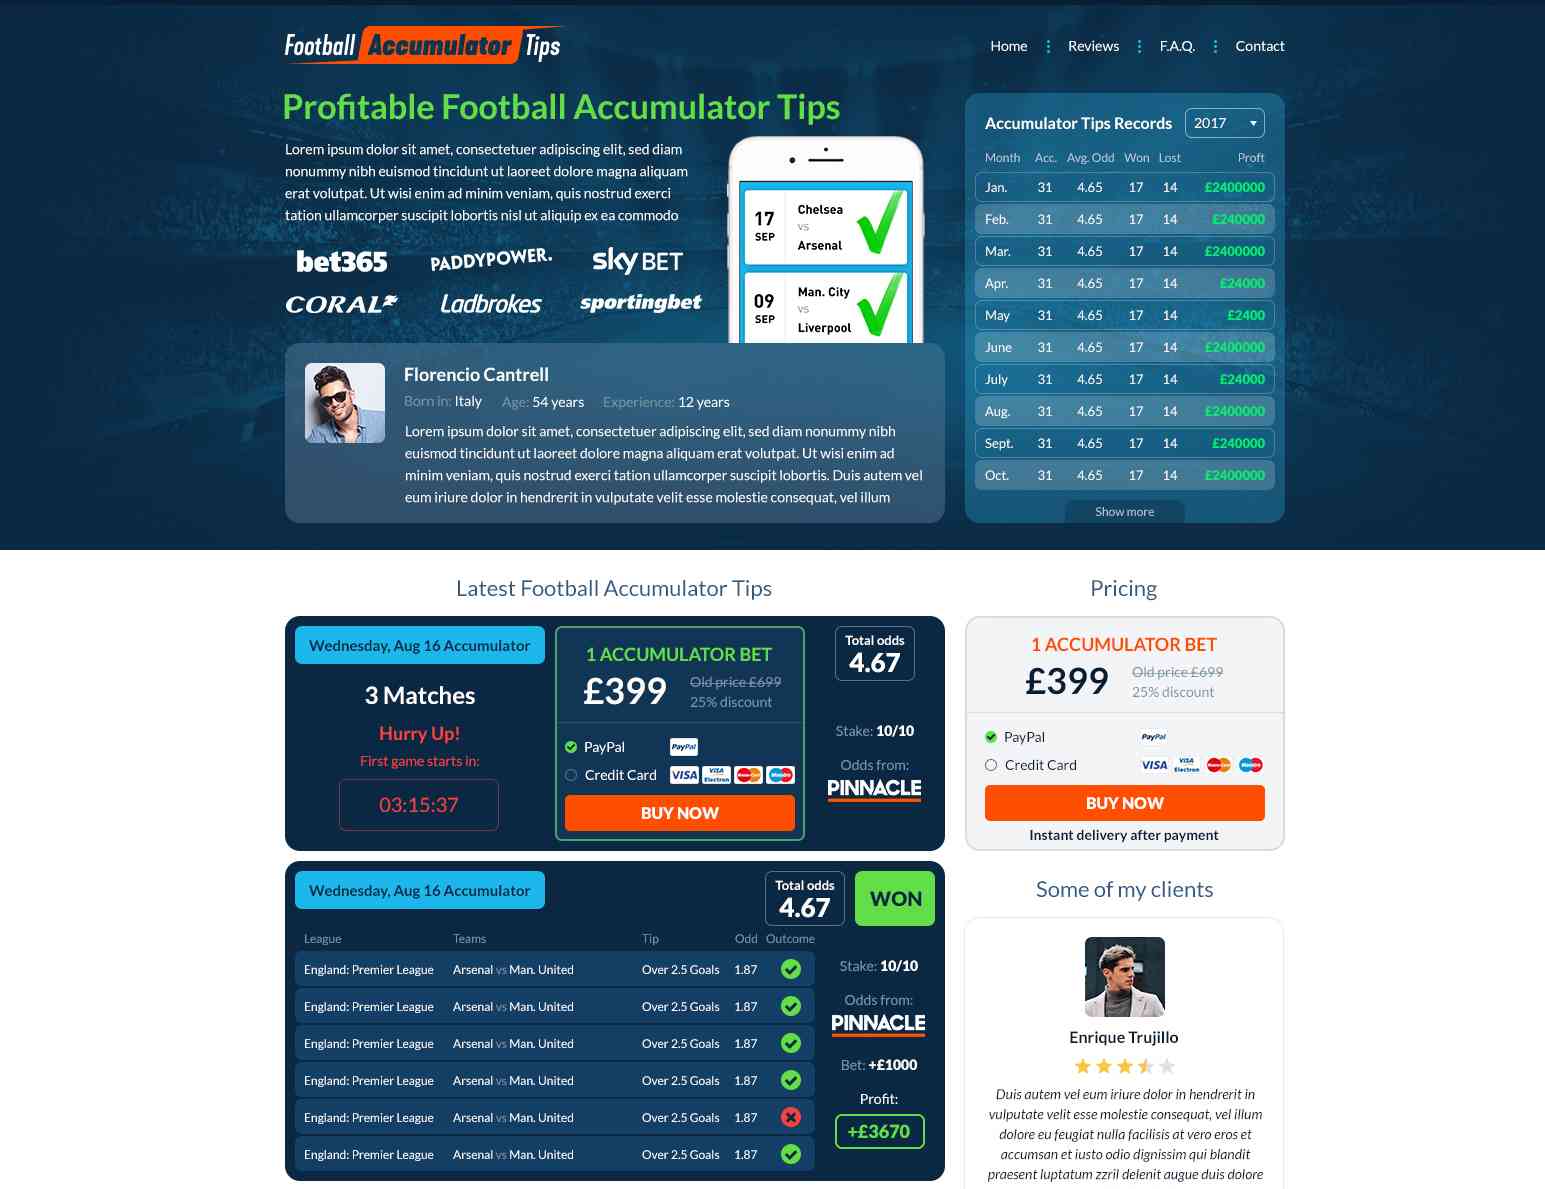 Football Accumulator Tips
Home
Reviews
F.A.Q.
Contact
Profitable Football Accumulator Tips
Lorem ipsum dolor sit amet, consectetuer adipiscing elit, sed diam
nonummy nibh euismod tincidunt ut laoreet dolore magna aliquam
erat volutpat. Ut wisi enim ad minim veniam, quis nostrud exerci
tation ullamcorper suscipit lobortis nisl ut aliquip ex ea commodo
bet365 PADDYPOWER. sky BET
CORAL Ladbrokes sportingbet
17 SEP
Chelsea
vs
Arsenal
09 SEP
Man. City
vs
Liverpool
Florencio Cantrell
Born in: Italy Age: 54 years Experience: 12 years
Lorem ipsum dolor sit amet, consectetuer adipiscing elit, sed diam nonummy nibh
euismod tincidunt ut laoreet dolore magna aliquam erat volutpat. Ut wisi enim ad
minim veniam, quis nostrud exerci tation ullamcorper suscipit lobortis. Duis autem vel
eum iriure dolor in hendrerit in vulputate velit esse molestie consequat, vel illum
Accumulator Tips Records 2017
Month Acc. Avg. Odd Won Lost Proft
Jan. 31 4.65 17 14 £2400000
Feb. 31 4.65 17 14 £240000
Mar. 31 4.65 17 14 £2400000
Apr. 31 4.65 17 14 £24000
May 31 4.65 17 14 £2400
June 31 4.65 17 14 £2400000
July 31 4.65 17 14 £24000
Aug. 31 4.65 17 14 £2400000
Sept. 31 4.65 17 14 £240000
Oct. 31 4.65 17 14 £2400000
Show more
Latest Football Accumulator Tips
Wednesday, Aug 16 Accumulator
3 Matches
Hurry Up!
First game starts in:
03:15:37
1 ACCUMULATOR BET
£399
Old price £699
25% discount
PayPal PayPal
Credit Card VISA VISA Electron MasterCard Maestro
BUY NOW
Total odds
4.67
Stake: 10/10
Odds from:
PINNACLE
Wednesday, Aug 16 Accumulator
Total odds
4.67
WON
League Teams Tip Odd Outcome
England: Premier League Arsenal vs Man. United Over 2.5 Goals 1.87
England: Premier League Arsenal vs Man. United Over 2.5 Goals 1.87
England: Premier League Arsenal vs Man. United Over 2.5 Goals 1.87
England: Premier League Arsenal vs Man. United Over 2.5 Goals 1.87
England: Premier League Arsenal vs Man. United Over 2.5 Goals 1.87
England: Premier League Arsenal vs Man. United Over 2.5 Goals 1.87
Stake: 10/10
Odds from:
PINNACLE
Bet: +£1000
Profit:
+£3670
Pricing
1 ACCUMULATOR BET
£399
Old price £699
25% discount
PayPal PayPal
Credit Card VISA VISA Electron MasterCard Maestro
BUY NOW
Instant delivery after payment
Some of my clients
Enrique Trujillo
Duis autem vel eum iriure dolor in hendrerit in
vulputate velit esse molestie consequat, vel illum
dolore eu feugiat nulla facilisis at vero eros et
accumsan et iusto odio dignissim qui blandit
praesent luptatum zzril delenit augue duis dolore